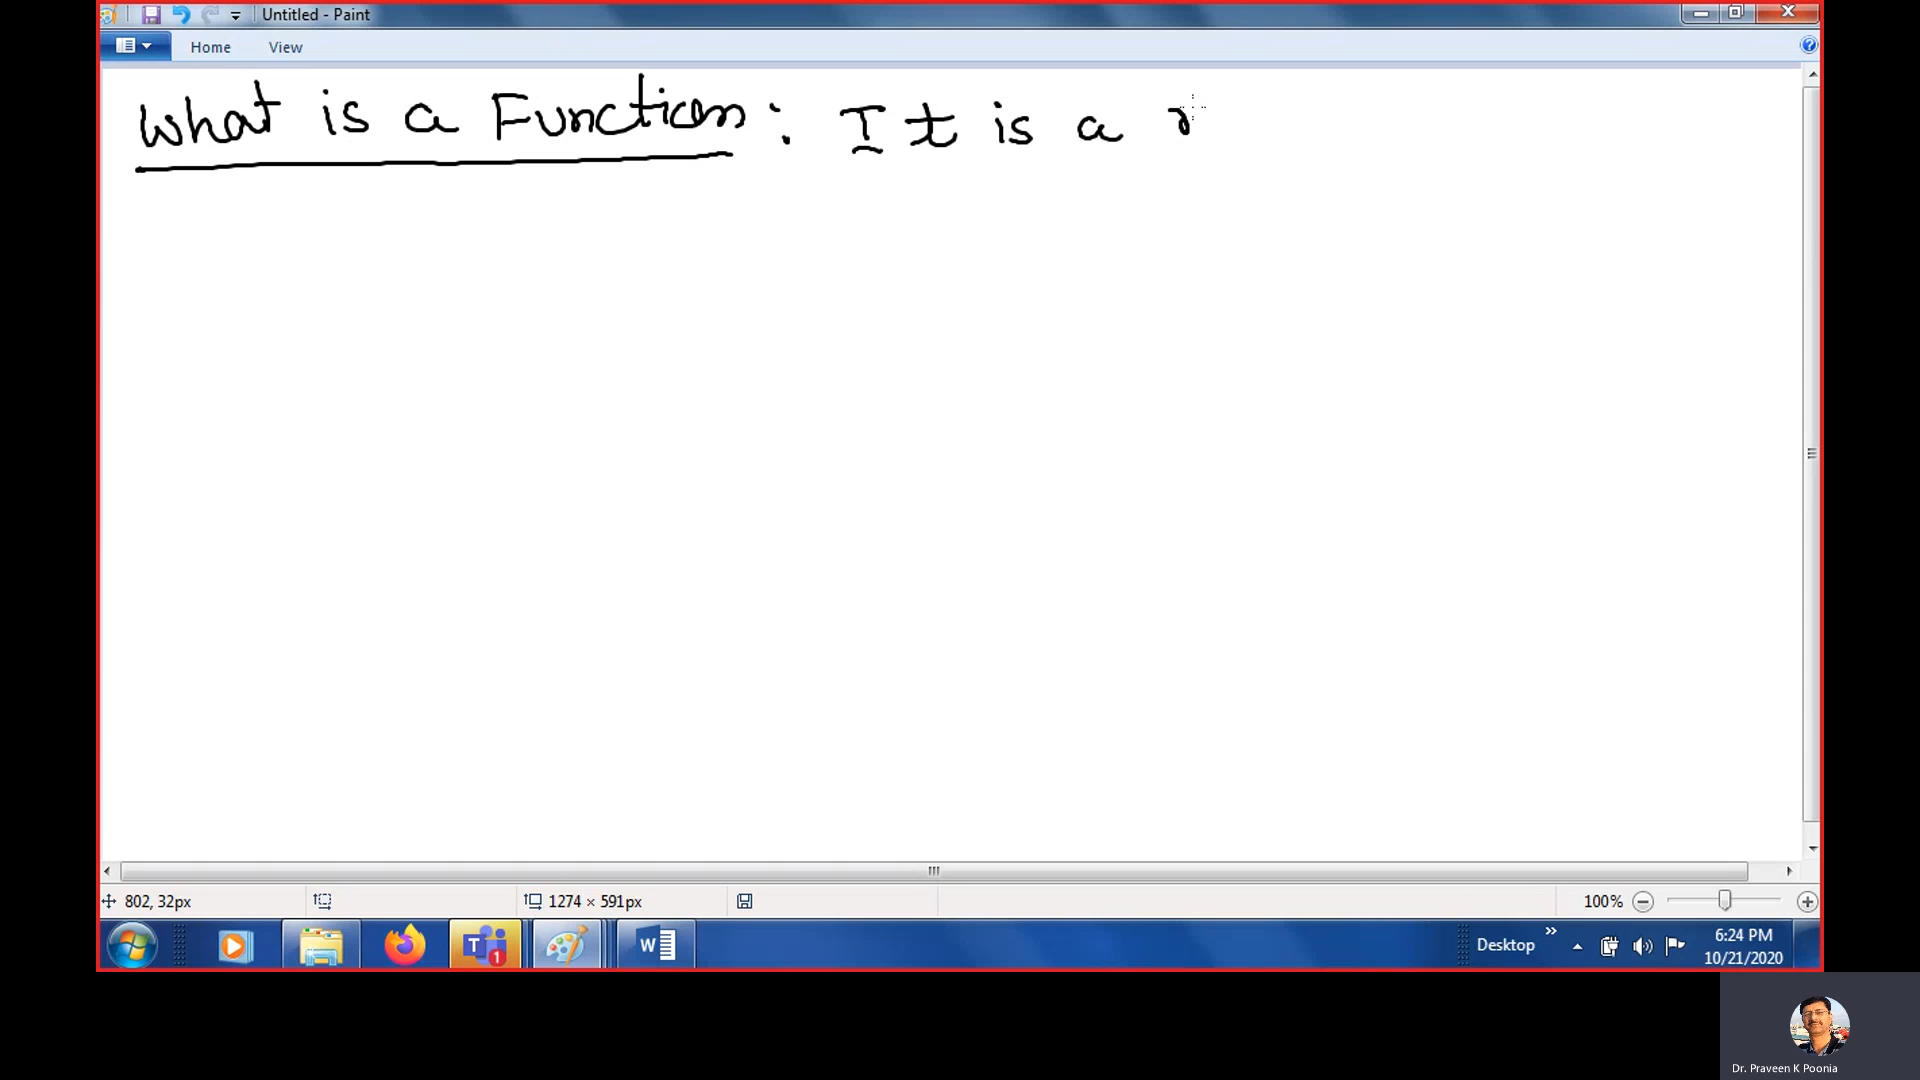 Untitled - Paint
Home View
What is a Function : It is a r
802, 32px 1274 × 591px 100%
T 1 W Desktop » 6:24 PM
10/21/2020
Dr. Praveen K Poonia